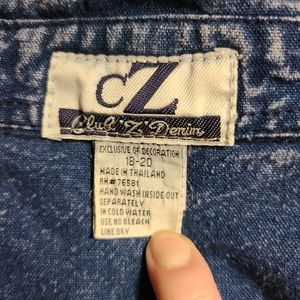 CZ
Club "Z" Denim
EXCLUSIVE OF DECORATION
18-20
MADE IN THAILAND
RN#76581
HAND WASH INSIDE OUT
SEPARATELY
IN COLD WATER
USE NO BLEACH
LINE DRY